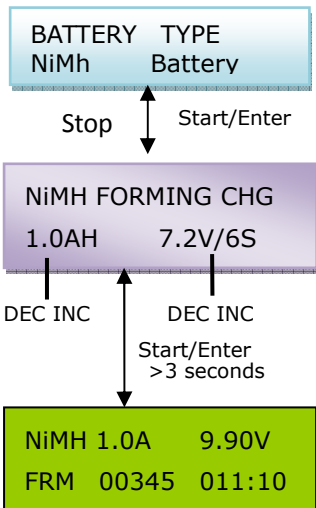 BATTERY TYPE
NiMh Battery
Stop Start/Enter
NiMH FORMING CHG
1.0AH 7.2V/6S
DEC INC DEC INC
Start/Enter
>3 seconds
NiMH 1.0A 9.90V
FRM 00345 011:10